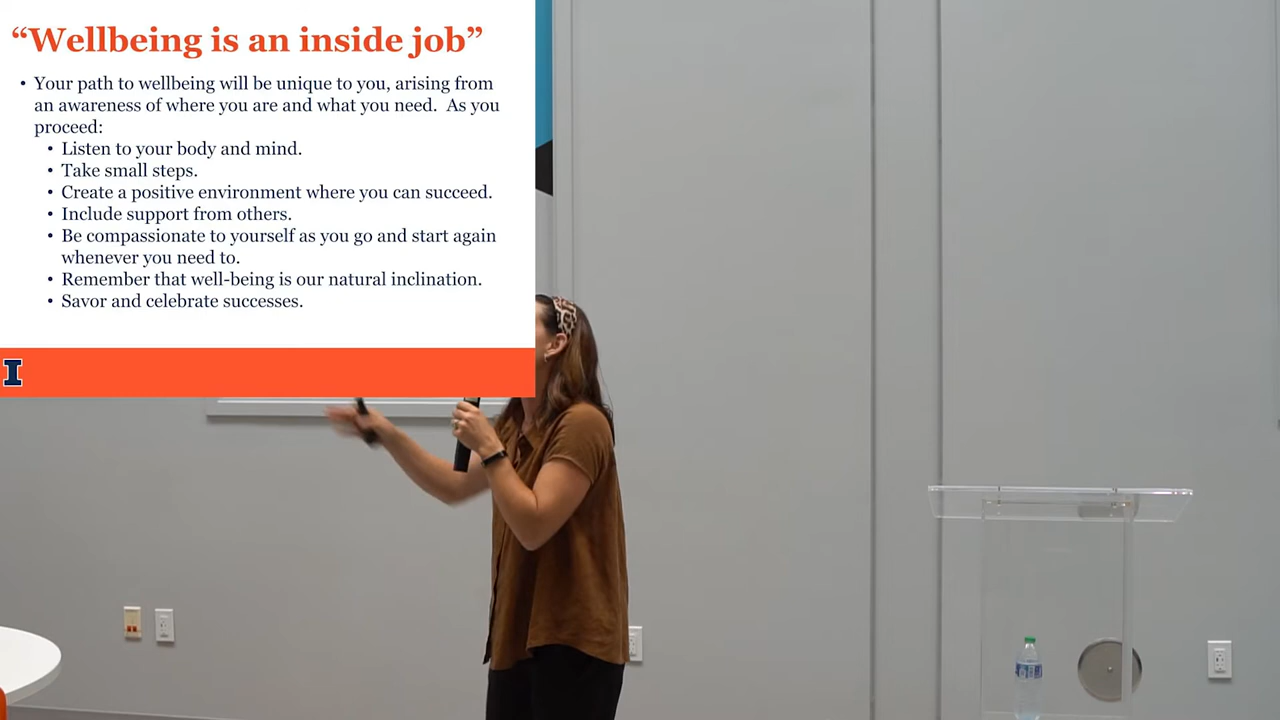 “Wellbeing is an inside job”
• Your path to wellbeing will be unique to you, arising from
an awareness of where you are and what you need.  As you
proceed:
• Listen to your body and mind.
• Take small steps.
• Create a positive environment where you can succeed.
• Include support from others.
• Be compassionate to yourself as you go and start again
whenever you need to.
• Remember that well-being is our natural inclination.
• Savor and celebrate successes.
I